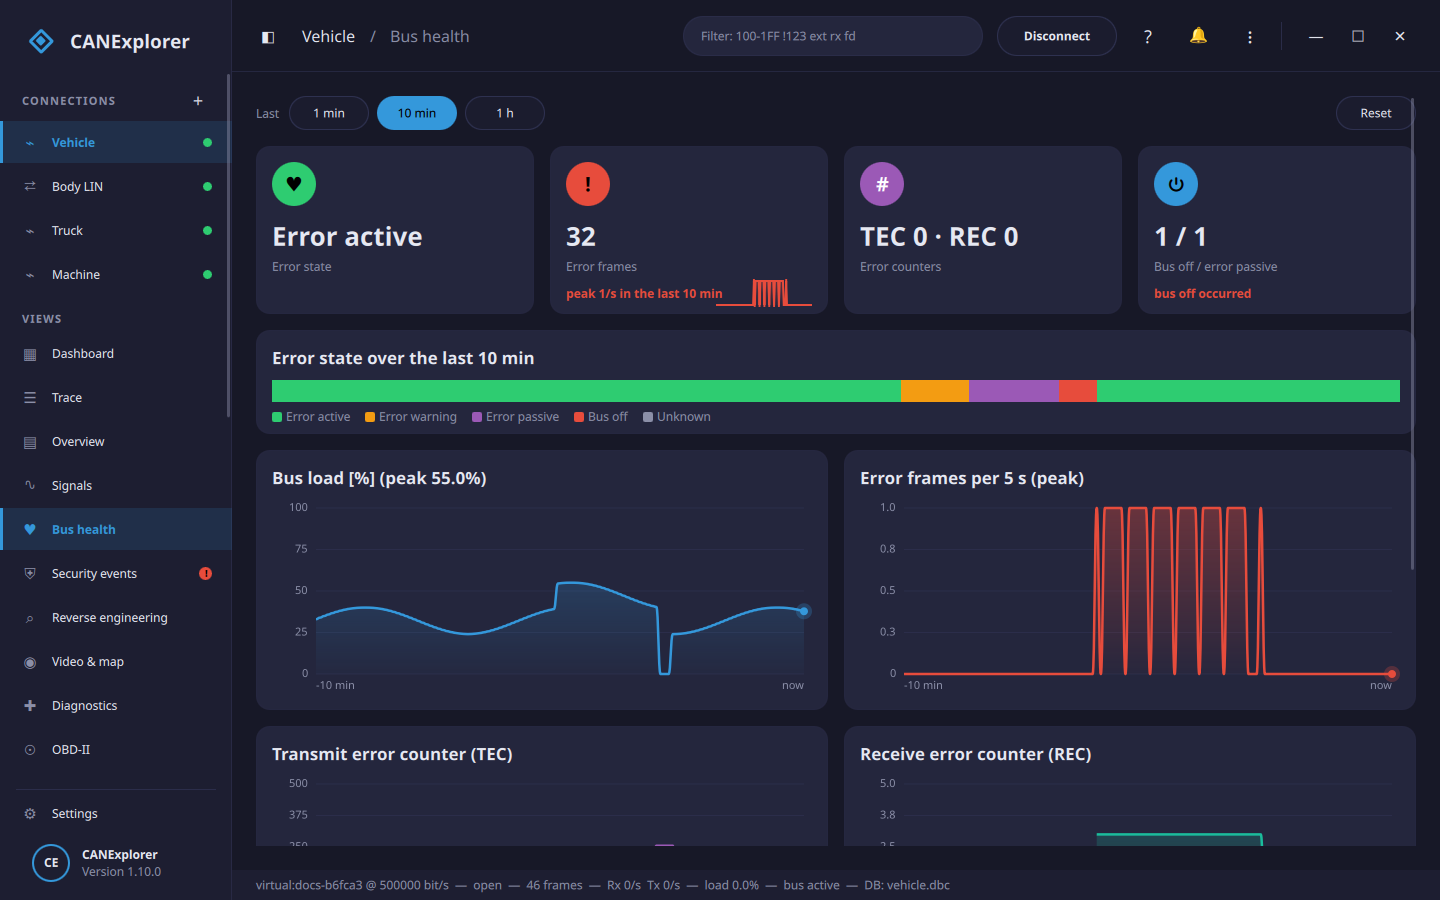 CANExplorer
CONNECTIONS +
Vehicle
Body LIN
Truck
Machine
VIEWS
Dashboard
Trace
Overview
Signals
Bus health
Security events !
Reverse engineering
Video & map
Diagnostics
OBD-II
Settings
CE
CANExplorer
Version 1.10.0
Vehicle / Bus health
Filter: 100-1FF !123 ext rx fd
Disconnect
?
Last 1 min 10 min 1 h
Reset
Error active
Error state
!
32
Error frames
peak 1/s in the last 10 min
#
TEC 0 · REC 0
Error counters
1 / 1
Bus off / error passive
bus off occurred
Error state over the last 10 min
Error active Error warning Error passive Bus off Unknown
Bus load [%] (peak 55.0%)
100
75
50
25
0
-10 min now
Error frames per 5 s (peak)
1.0
0.8
0.5
0.3
0
-10 min now
Transmit error counter (TEC)
500
375
250
Receive error counter (REC)
5.0
3.8
2.5
virtual:docs-b6fca3 @ 500000 bit/s — open — 46 frames — Rx 0/s Tx 0/s — load 0.0% — bus active — DB: vehicle.dbc